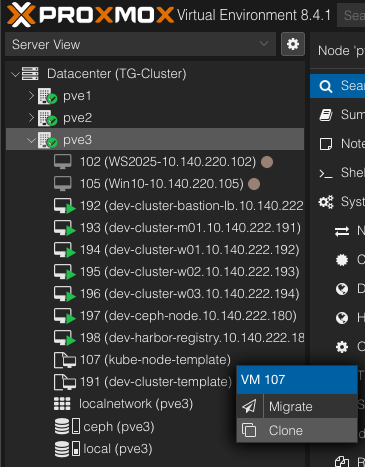 PROXMOX Virtual Environment 8.4.1
Sea
Server View
Node 'p
Datacenter (TG-Cluster)
Sear
pve1
Sum
pve2
Note
pve3
Shel
102 (WS2025-10.140.220.102)
Syst
105 (Win10-10.140.220.105)
N
192 (dev-cluster-bastion-lb.10.140.222
193 (dev-cluster-m01.10.140.222.191)
C
194 (dev-cluster-w01.10.140.222.192)
D
195 (dev-cluster-w02.10.140.222.193)
H
196 (dev-cluster-w03.10.140.222.194)
O
197 (dev-ceph-node.10.140.222.180)
198 (dev-harbor-registry.10.140.222.18
T
107 (kube-node-template)
191 (dev-cluster-template)
VM 107
localnetwork (pve3)
Migrate
ceph (pve3)
Clone
local (pve3)